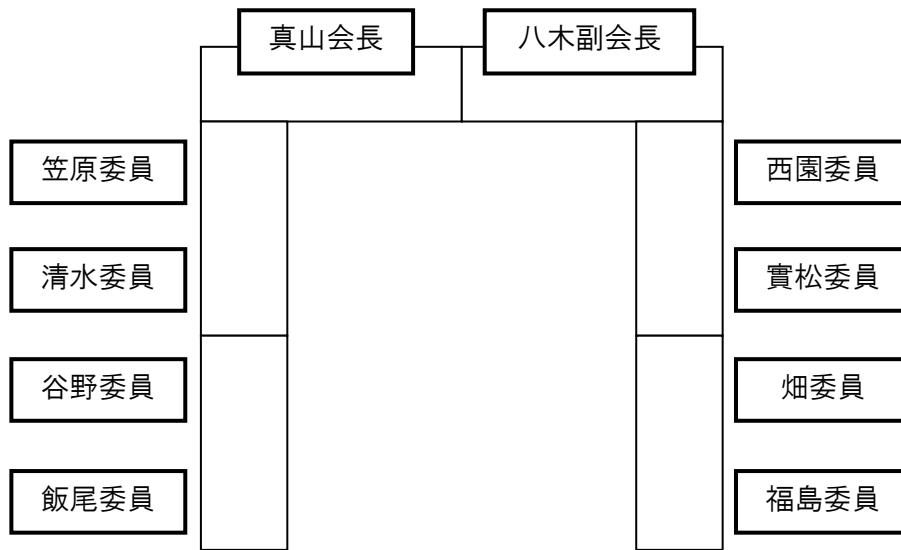 真山会長
八木副会長
笠原委員
西園委員
清水委員
實松委員
谷野委員
畑委員
飯尾委員
福島委員